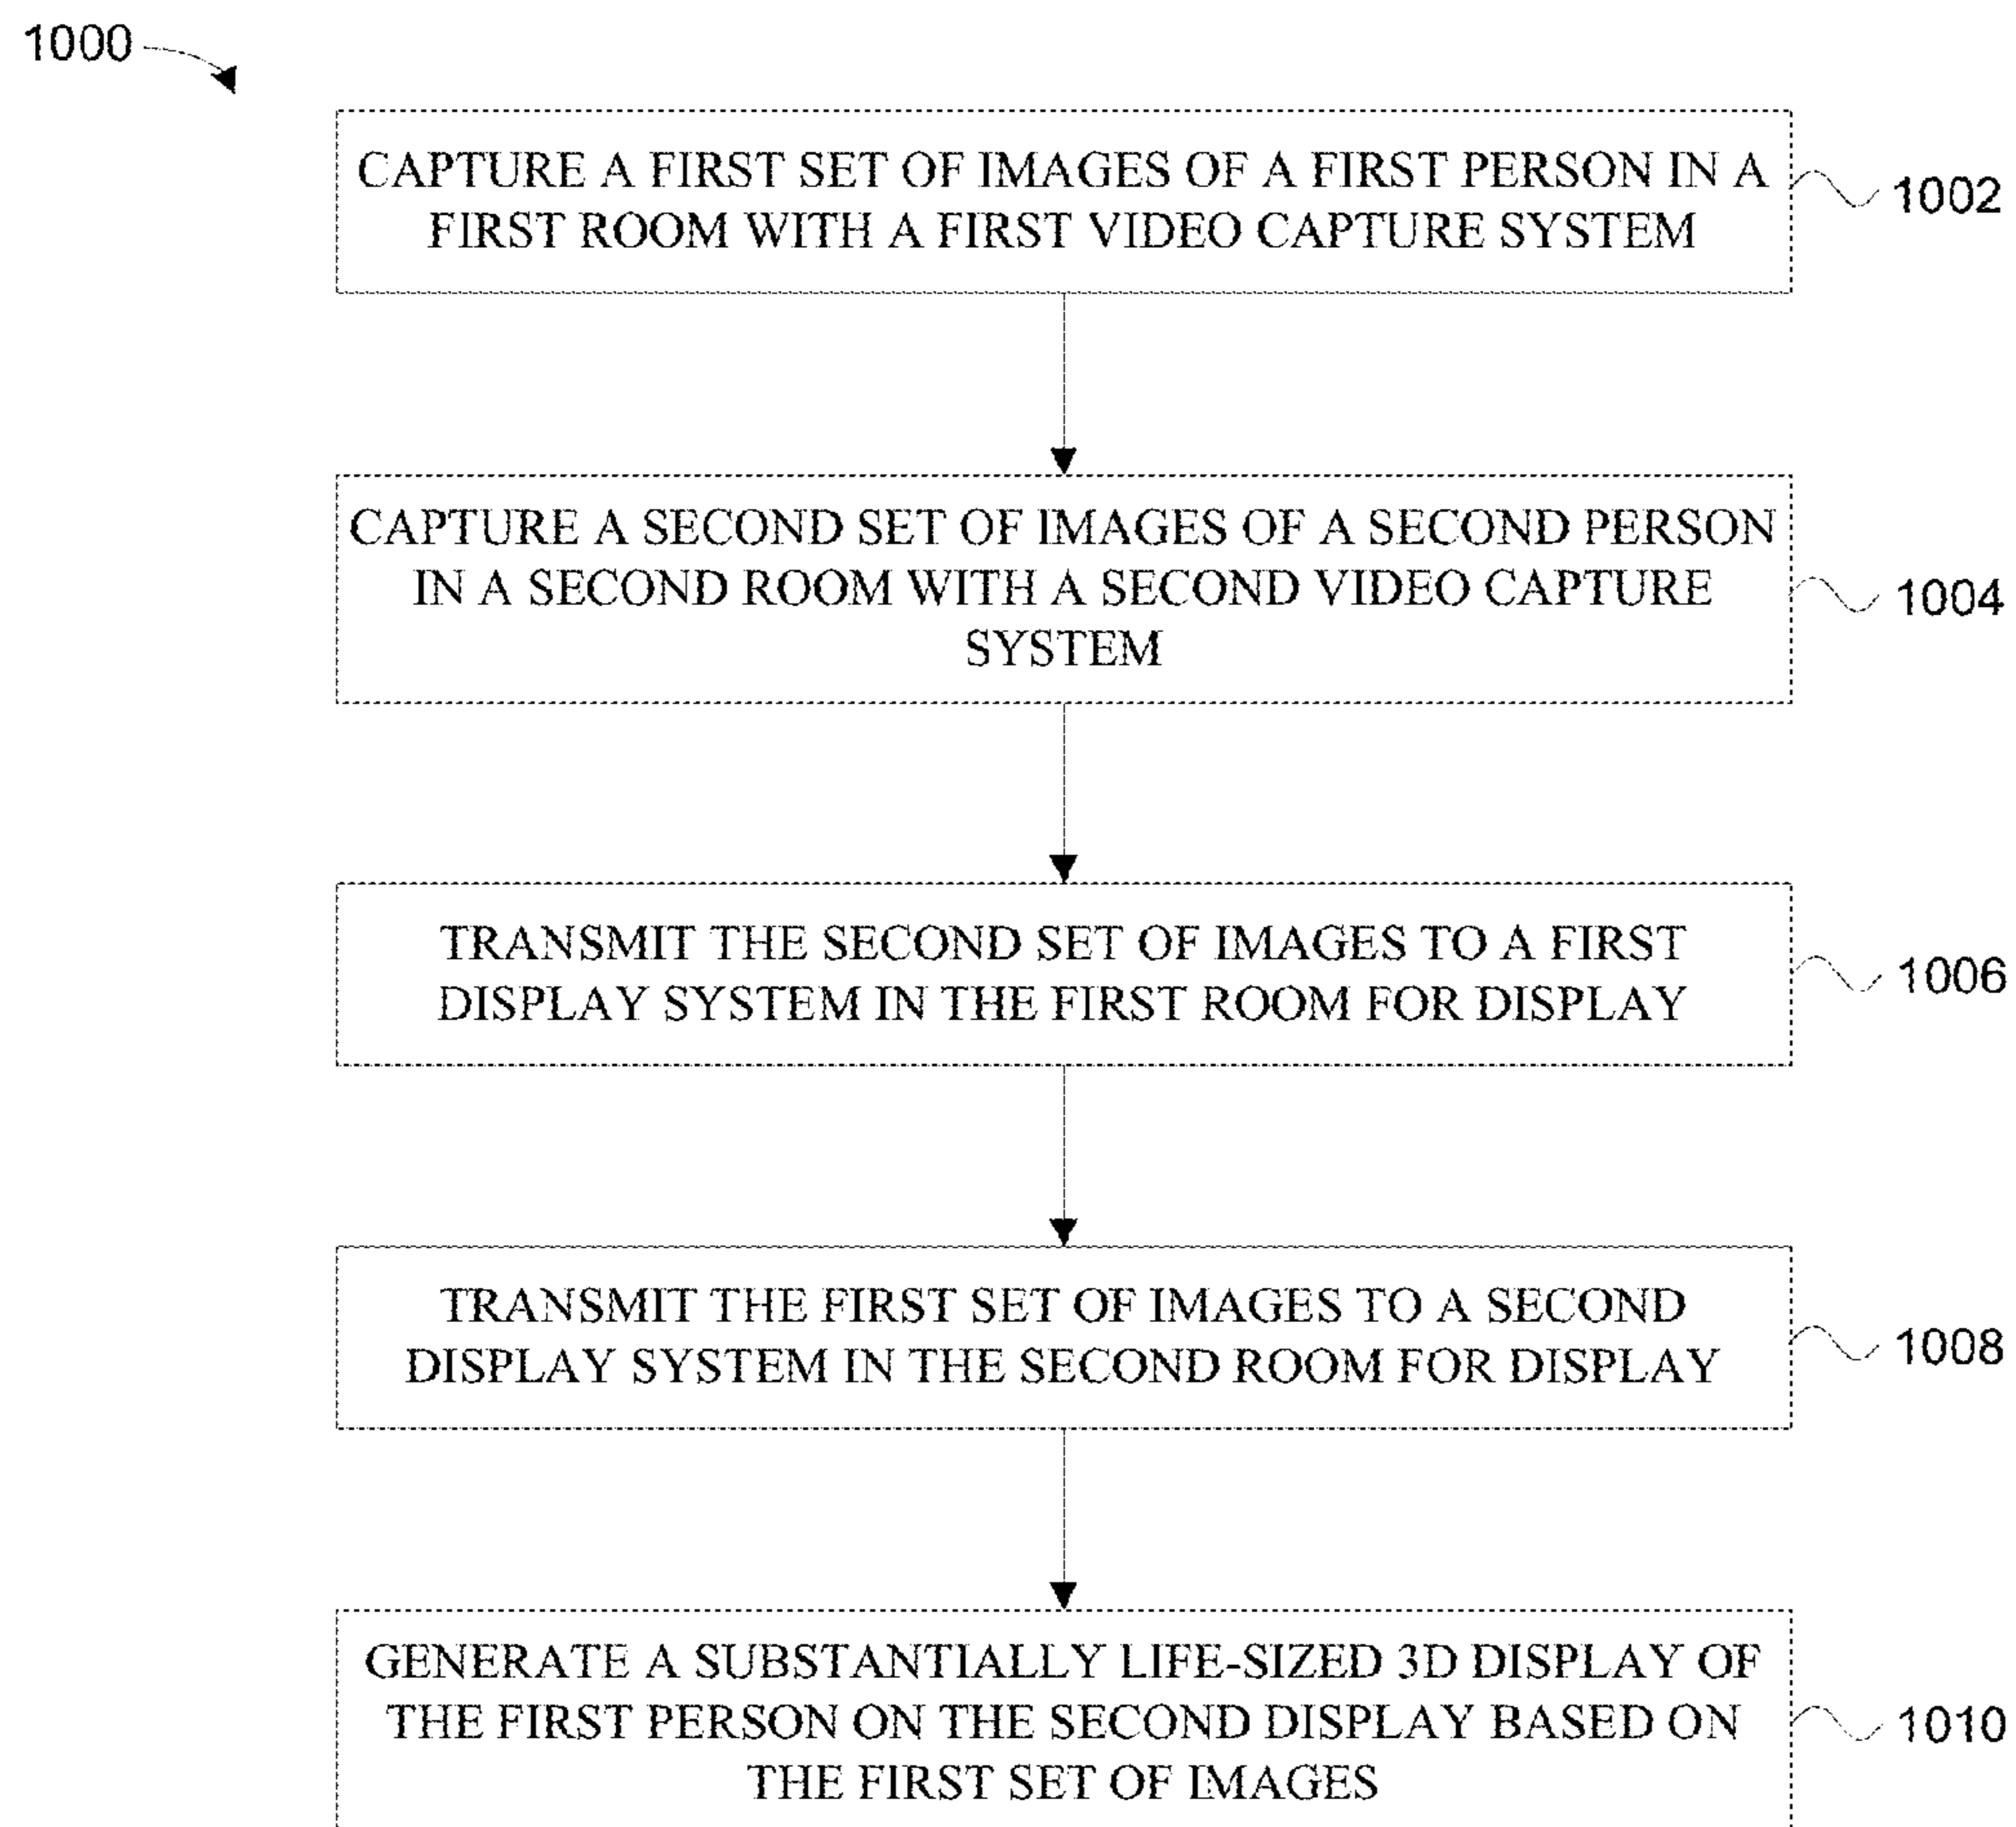 1000
CAPTURE A FIRST SET OF IMAGES OF A FIRST PERSON IN A
FIRST ROOM WITH A FIRST VIDEO CAPTURE SYSTEM
1002
CAPTURE A SECOND SET OF IMAGES OF A SECOND PERSON
IN A SECOND ROOM WITH A SECOND VIDEO CAPTURE
SYSTEM
1004
TRANSMIT THE SECOND SET OF IMAGES TO A FIRST
DISPLAY SYSTEM IN THE FIRST ROOM FOR DISPLAY
1006
TRANSMIT THE FIRST SET OF IMAGES TO A SECOND
DISPLAY SYSTEM IN THE SECOND ROOM FOR DISPLAY
1008
GENERATE A SUBSTANTIALLY LIFE-SIZED 3D DISPLAY OF
THE FIRST PERSON ON THE SECOND DISPLAY BASED ON
THE FIRST SET OF IMAGES
1010